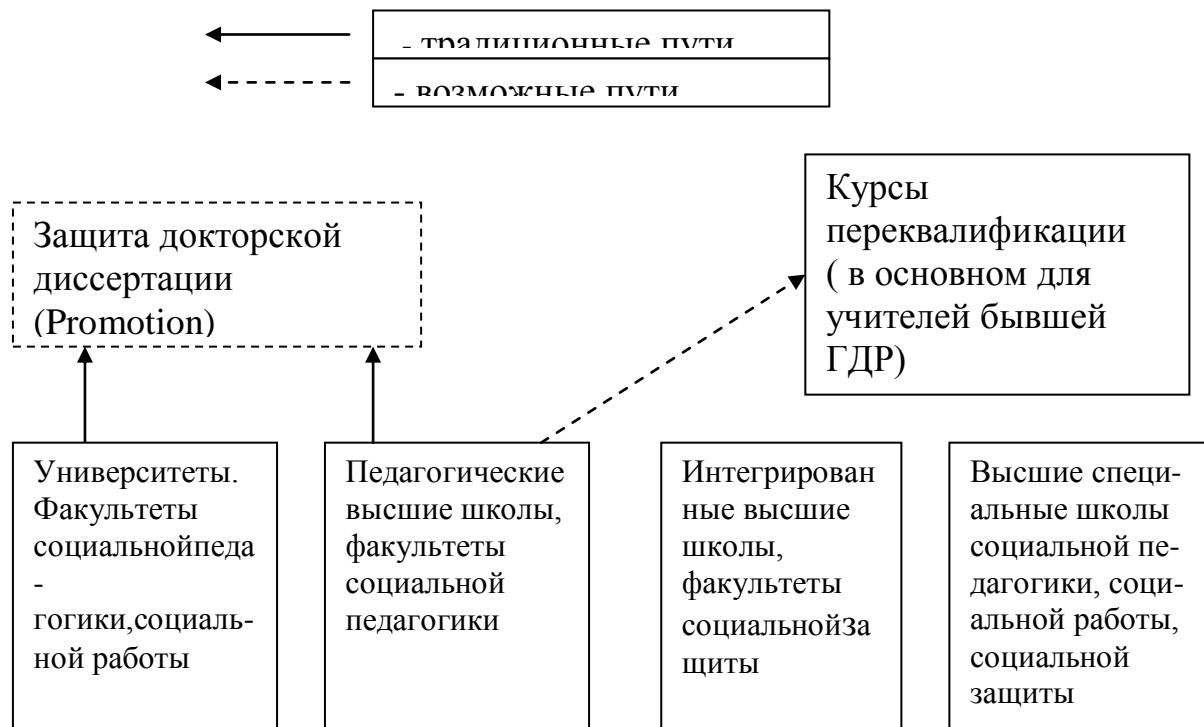 - традиционные пути
- возможные пути
Защита докторской
диссертации
(Promotion)
Курсы
переквалификации
( в основном для
учителей бывшей
ГДР)
Университеты.
Факультеты
социальнойпеда
-
гогики,социаль-
ной работы
Педагогические
высшие школы,
факультеты
социальной
педагогики
Интегрирован
ные высшие
школы,
факультеты
социальнойза
щиты
Высшие специ-
альные школы
социальной пе-
дагогики, соци-
альной работы,
социальной
защиты